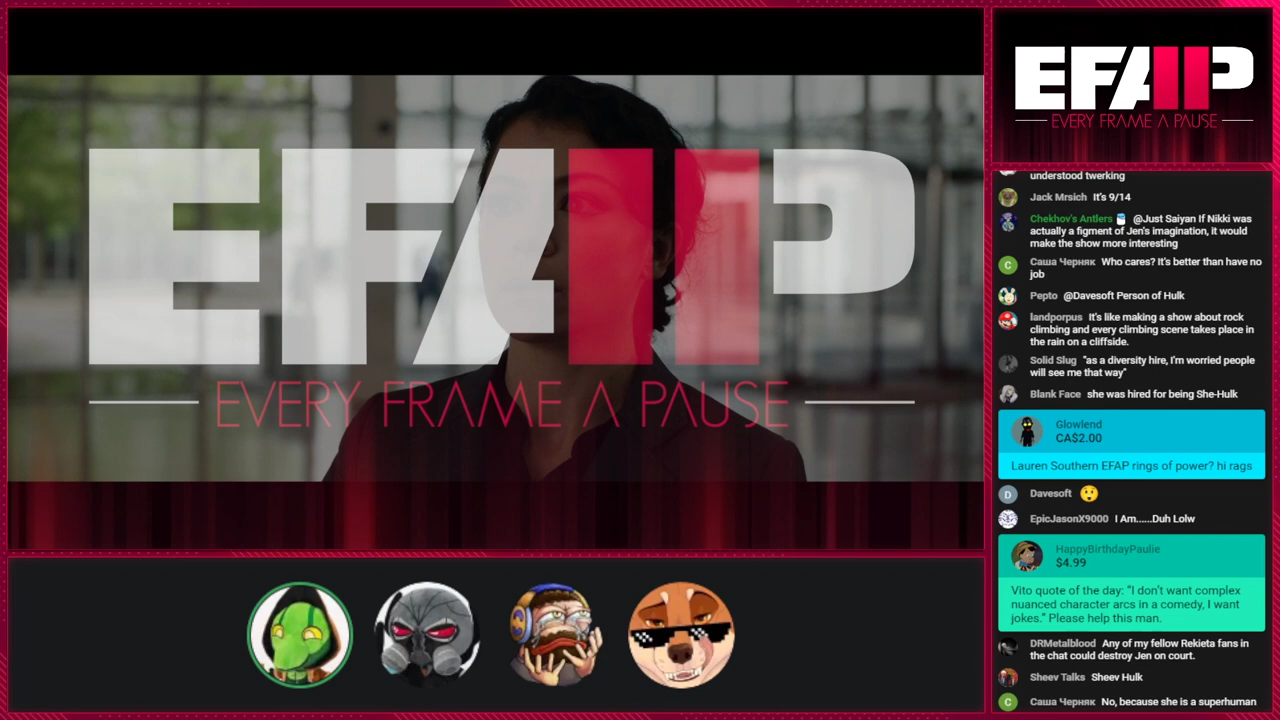 EFAP
EVERY FRAME A PAUSE
EFAP
EVERY FRAME A PAUSE
understood twerking
Jack Mrsich It's 9/14
Chekhov's Antlers @Just Saiyan If Nikki was
actually a figment of Jen's imagination, it would
make the show more interesting
C
Саша Черняк Who cares? It's better than have no
job
Pepto @Davesoft Person of Hulk
landporpus It's like making a show about rock
climbing and every climbing scene takes place in
the rain on a cliffside.
Solid Slug "as a diversity hire, I'm worried people
will see me that way"
Blank Face she was hired for being She-Hulk
Glowlend
CA$2.00
Lauren Southern EFAP rings of power? hi rags
D
Davesoft
EpicJasonX9000 I Am......Duh Lolw
HappyBirthdayPaulie
$4.99
Vito quote of the day: “I don’t want complex
nuanced character arcs in a comedy, I want
jokes.” Please help this man.
DRMetalblood Any of my fellow Rekieta fans in
the chat could destroy Jen on court.
Sheev Talks Sheev Hulk
C
Саша Черняк No, because she is a superhuman